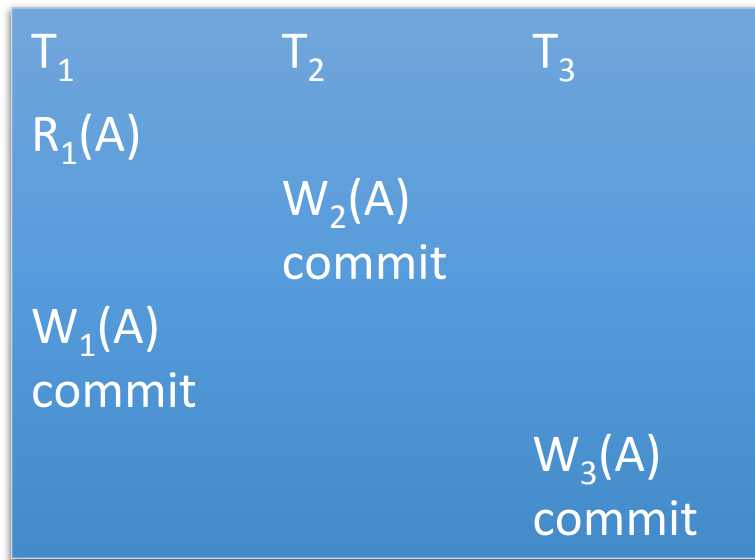 T₁ T₂ T₃
R₁(A)
W₂(A)
commit
W₁(A)
commit
W₃(A)
commit